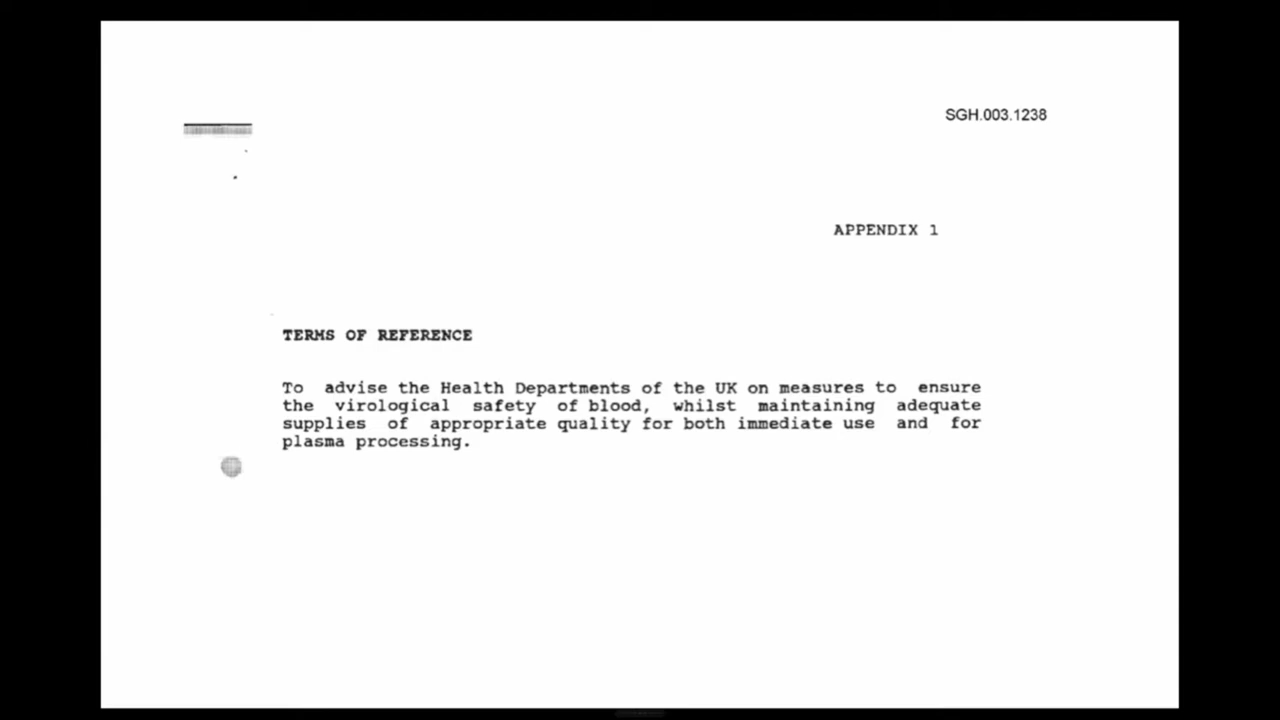 SGH.003.1238
APPENDIX 1
TERMS OF REFERENCE
To advise the Health Departments of the UK on measures to ensure
the virological safety of blood, whilst maintaining adequate
supplies of appropriate quality for both immediate use and for
plasma processing.